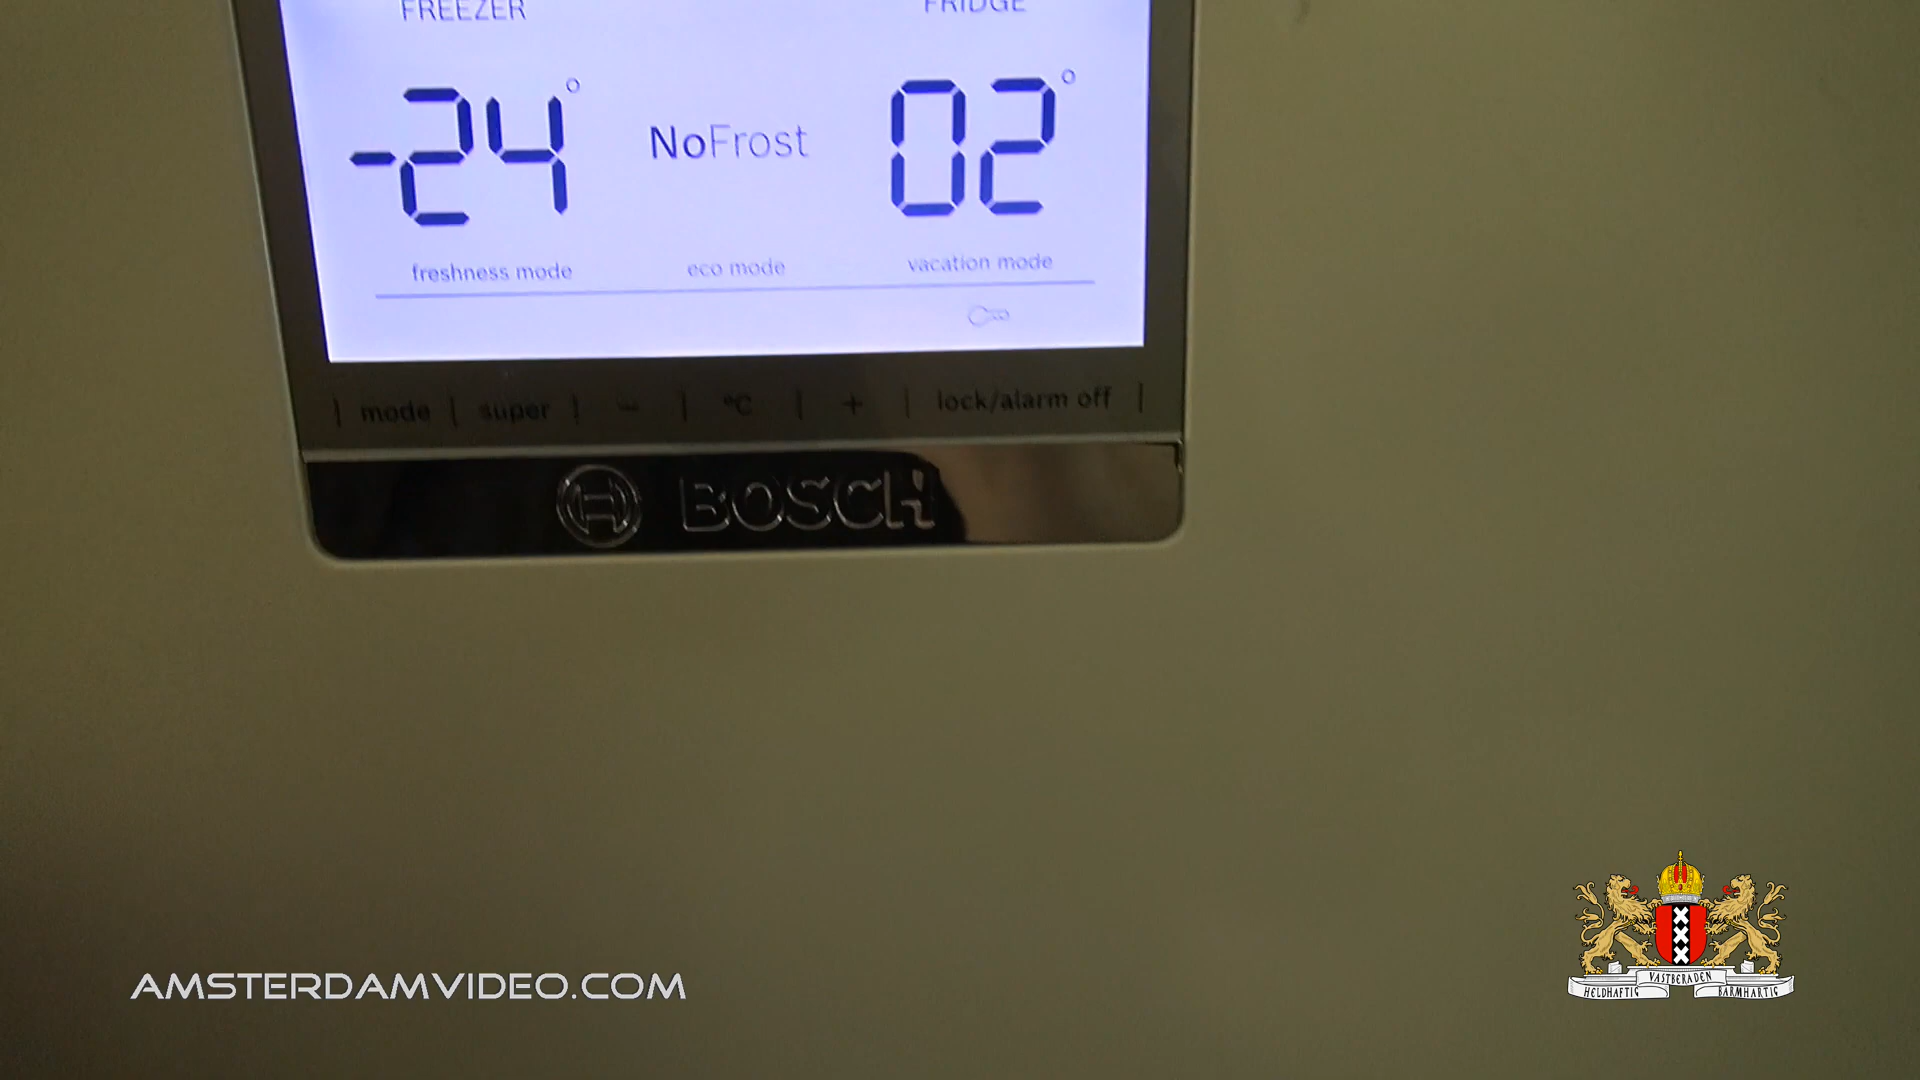 FREEZER FRIDGE
-24° NoFrost 02°
freshness mode eco mode vacation mode
| mode | super | - | °C | + | lock/alarm off |
BOSCH
AMSTERDAMVIDEO.COM
VASTBERADEN
HELDHAFTIG BARMHARTIG